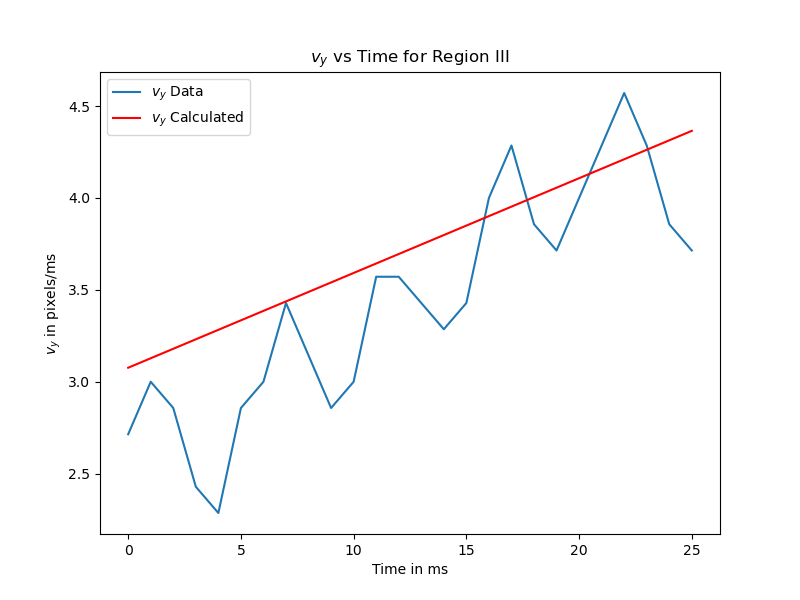 v_y vs Time for Region III
v_y Data
v_y Calculated
4.5
4.0
3.5
3.0
2.5
v_y in pixels/ms
0 5 10 15 20 25
Time in ms